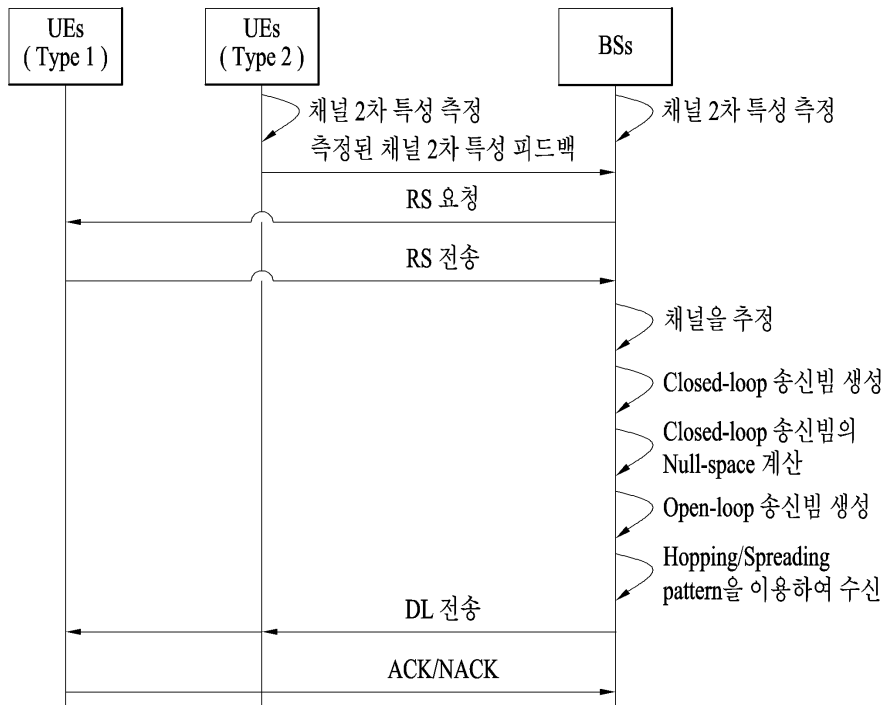 UEs
( Type 1 )
UEs
( Type 2 )
BSs
채널 2차 특성 측정
채널 2차 특성 측정
측정된 채널 2차 특성 피드백
RS 요청
RS 전송
채널을 추정
Closed-loop 송신빔 생성
Closed-loop 송신빔의
Null-space 계산
Open-loop 송신빔 생성
Hopping/Spreading
pattern을 이용하여 수신
DL 전송
ACK/NACK